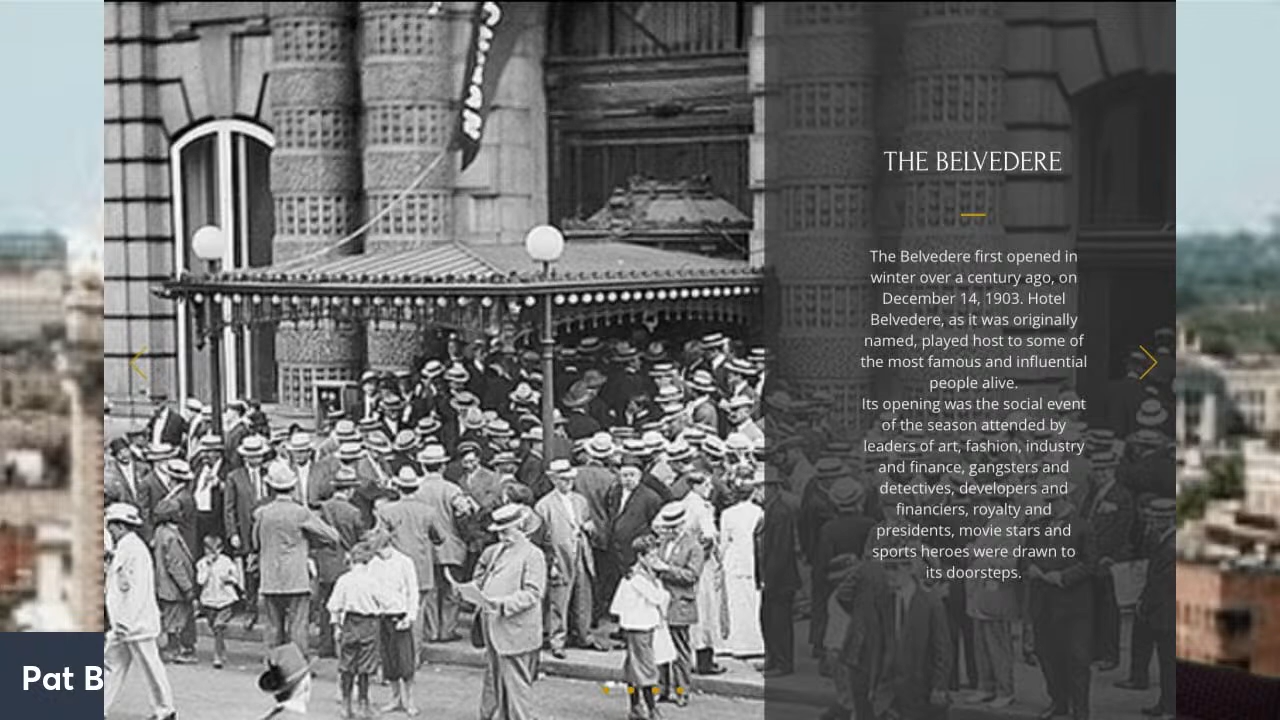 THE BELVEDERE
The Belvedere first opened in
winter over a century ago, on
December 14, 1903. Hotel
Belvedere, as it was originally
named, played host to some of
the most famous and influential
people alive.
Its opening was the social event
of the season attended by
leaders of art, fashion, industry
and finance, gangsters and
detectives, developers and
financiers, royalty and
presidents, movie stars and
sports heroes were drawn to
its doorsteps.
Pat B